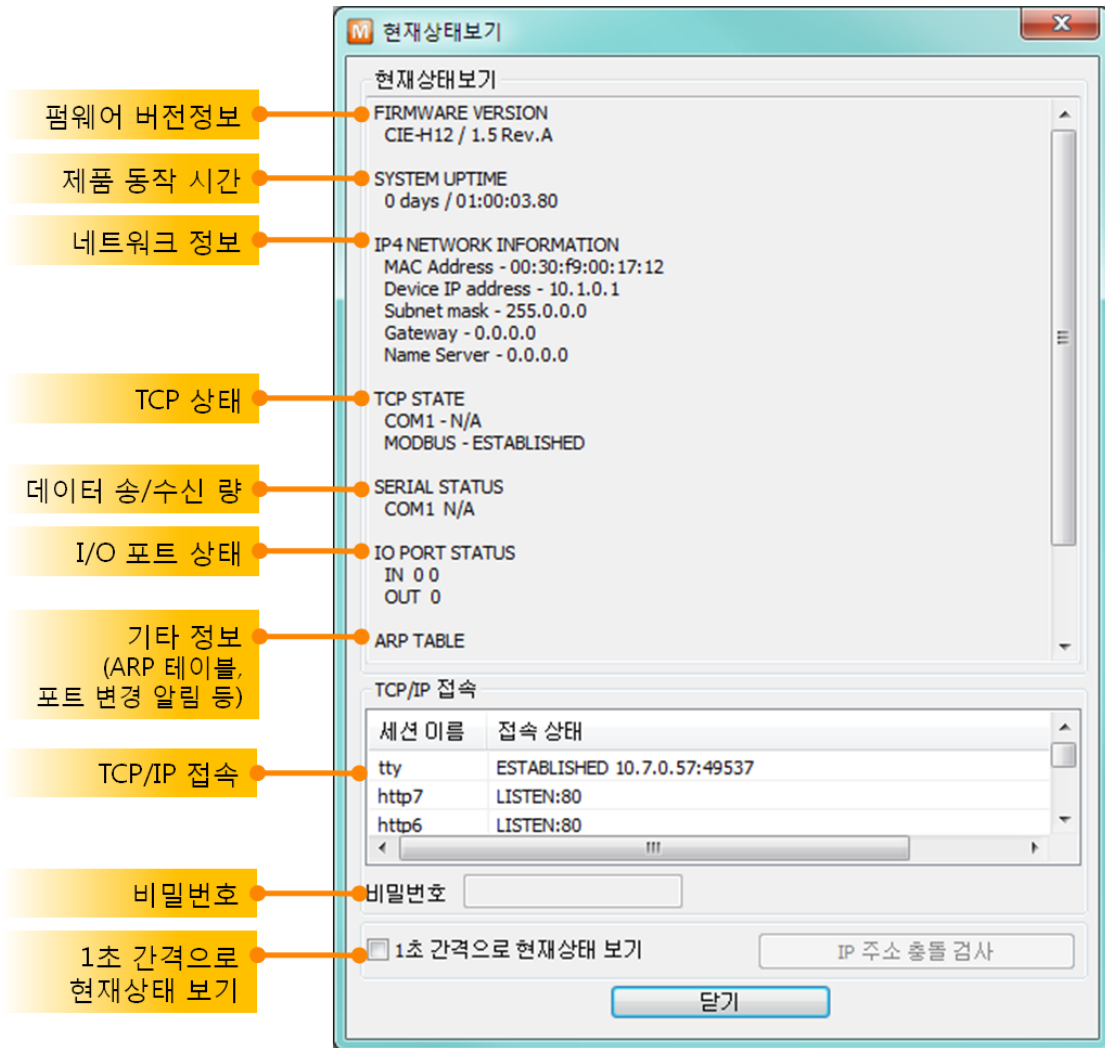 M 현재상태보기
x
현재상태보기
펌웨어 버전정보
FIRMWARE VERSION
CIE-H12 / 1.5 Rev.A
제품 동작 시간
SYSTEM UPTIME
0 days / 01:00:03.80
네트워크 정보
IP4 NETWORK INFORMATION
MAC Address - 00:30:f9:00:17:12
Device IP address - 10.1.0.1
Subnet mask - 255.0.0.0
Gateway - 0.0.0.0
Name Server - 0.0.0.0
TCP 상태
TCP STATE
COM1 - N/A
MODBUS - ESTABLISHED
데이터 송/수신 량
SERIAL STATUS
COM1 N/A
I/O 포트 상태
IO PORT STATUS
IN 0 0
OUT 0
기타 정보
(ARP 테이블,
포트 변경 알림 등)
ARP TABLE
TCP/IP 접속
세션 이름 접속 상태
TCP/IP 접속
tty ESTABLISHED 10.7.0.57:49537
http7 LISTEN:80
http6 LISTEN:80
비밀번호
비밀번호
1초 간격으로
현재상태 보기
1초 간격으로 현재상태 보기
IP 주소 충돌 검사
닫기